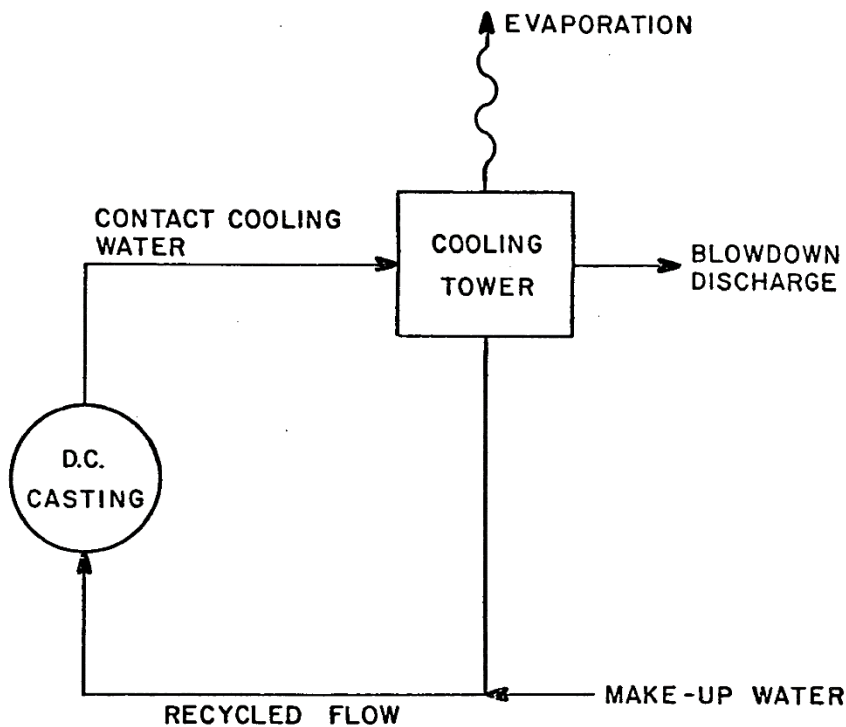 EVAPORATION
CONTACT COOLING
WATER
COOLING
TOWER
BLOWDOWN
DISCHARGE
D.C.
CASTING
MAKE-UP WATER
RECYCLED FLOW